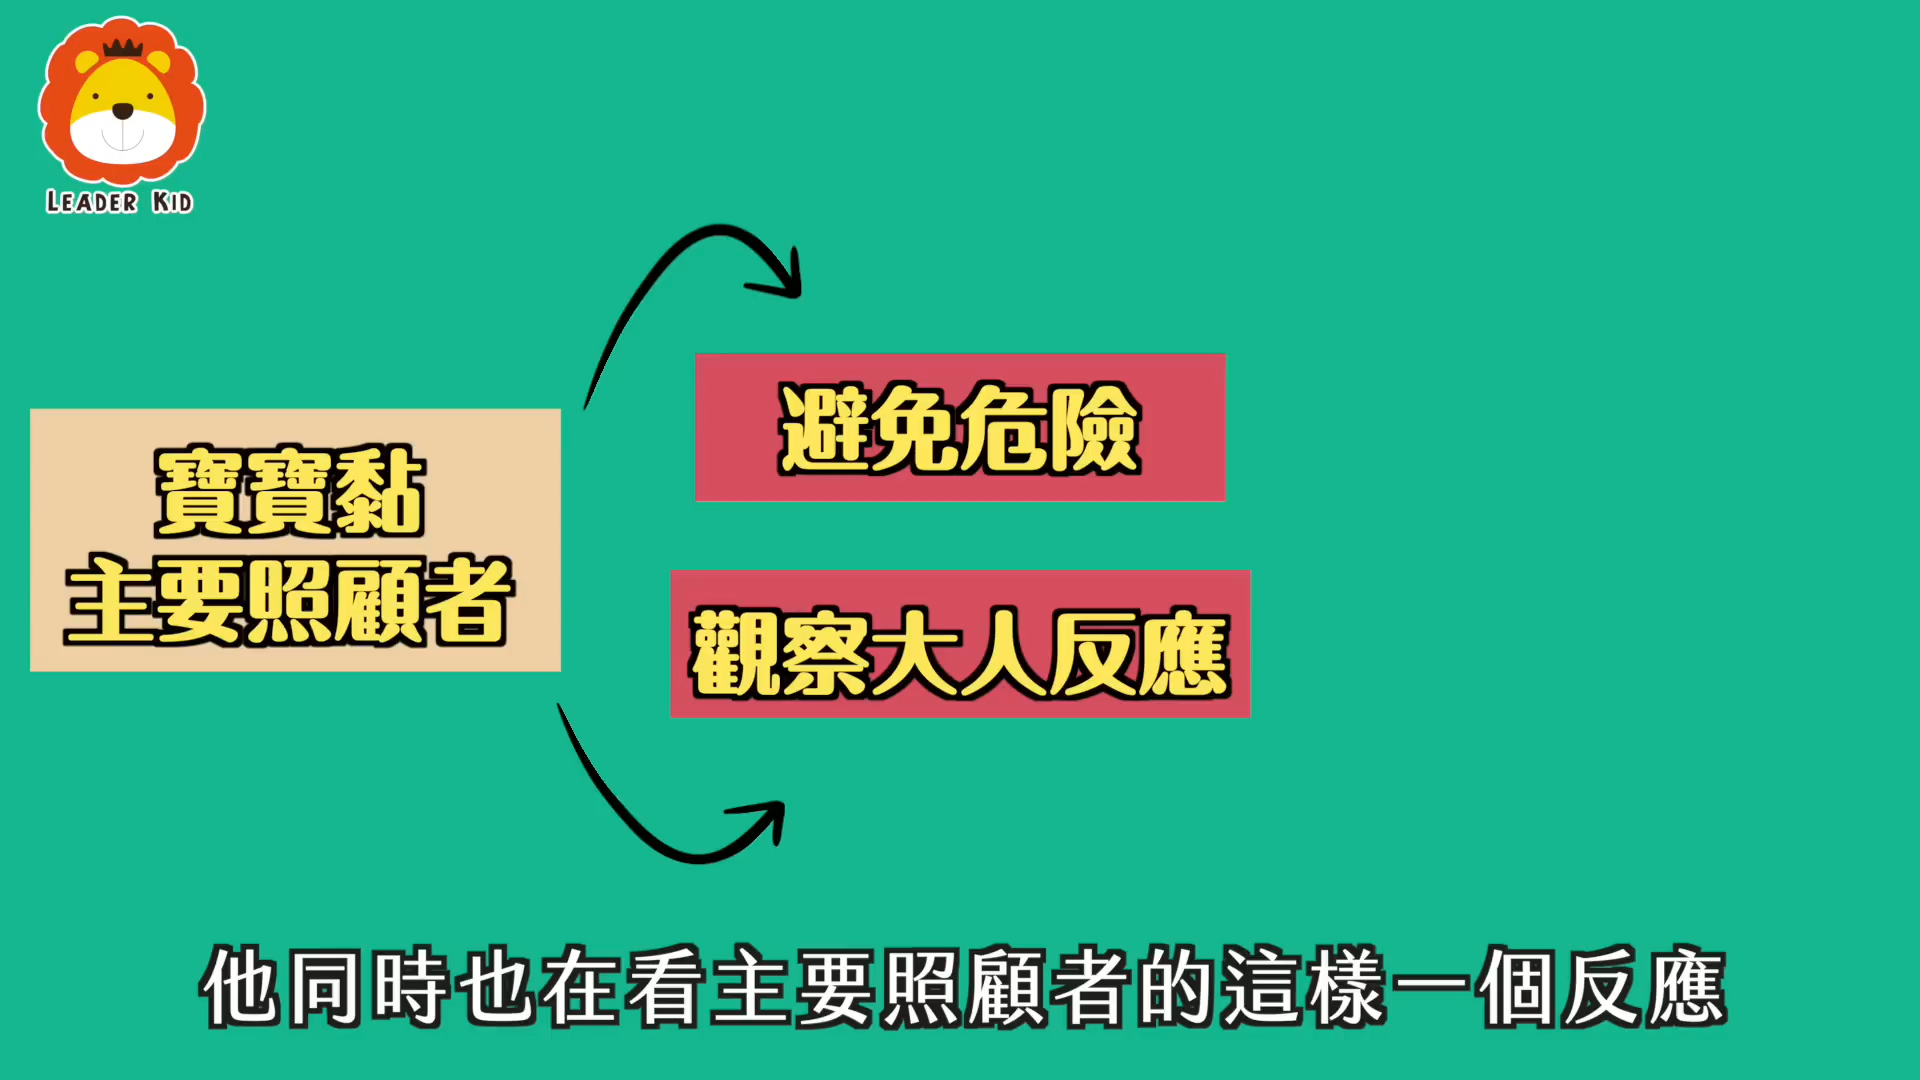 LEADER KID
避免危險
寶寶黏
主要照顧者
觀察大人反應
他同時也在看主要照顧者的這樣一個反應